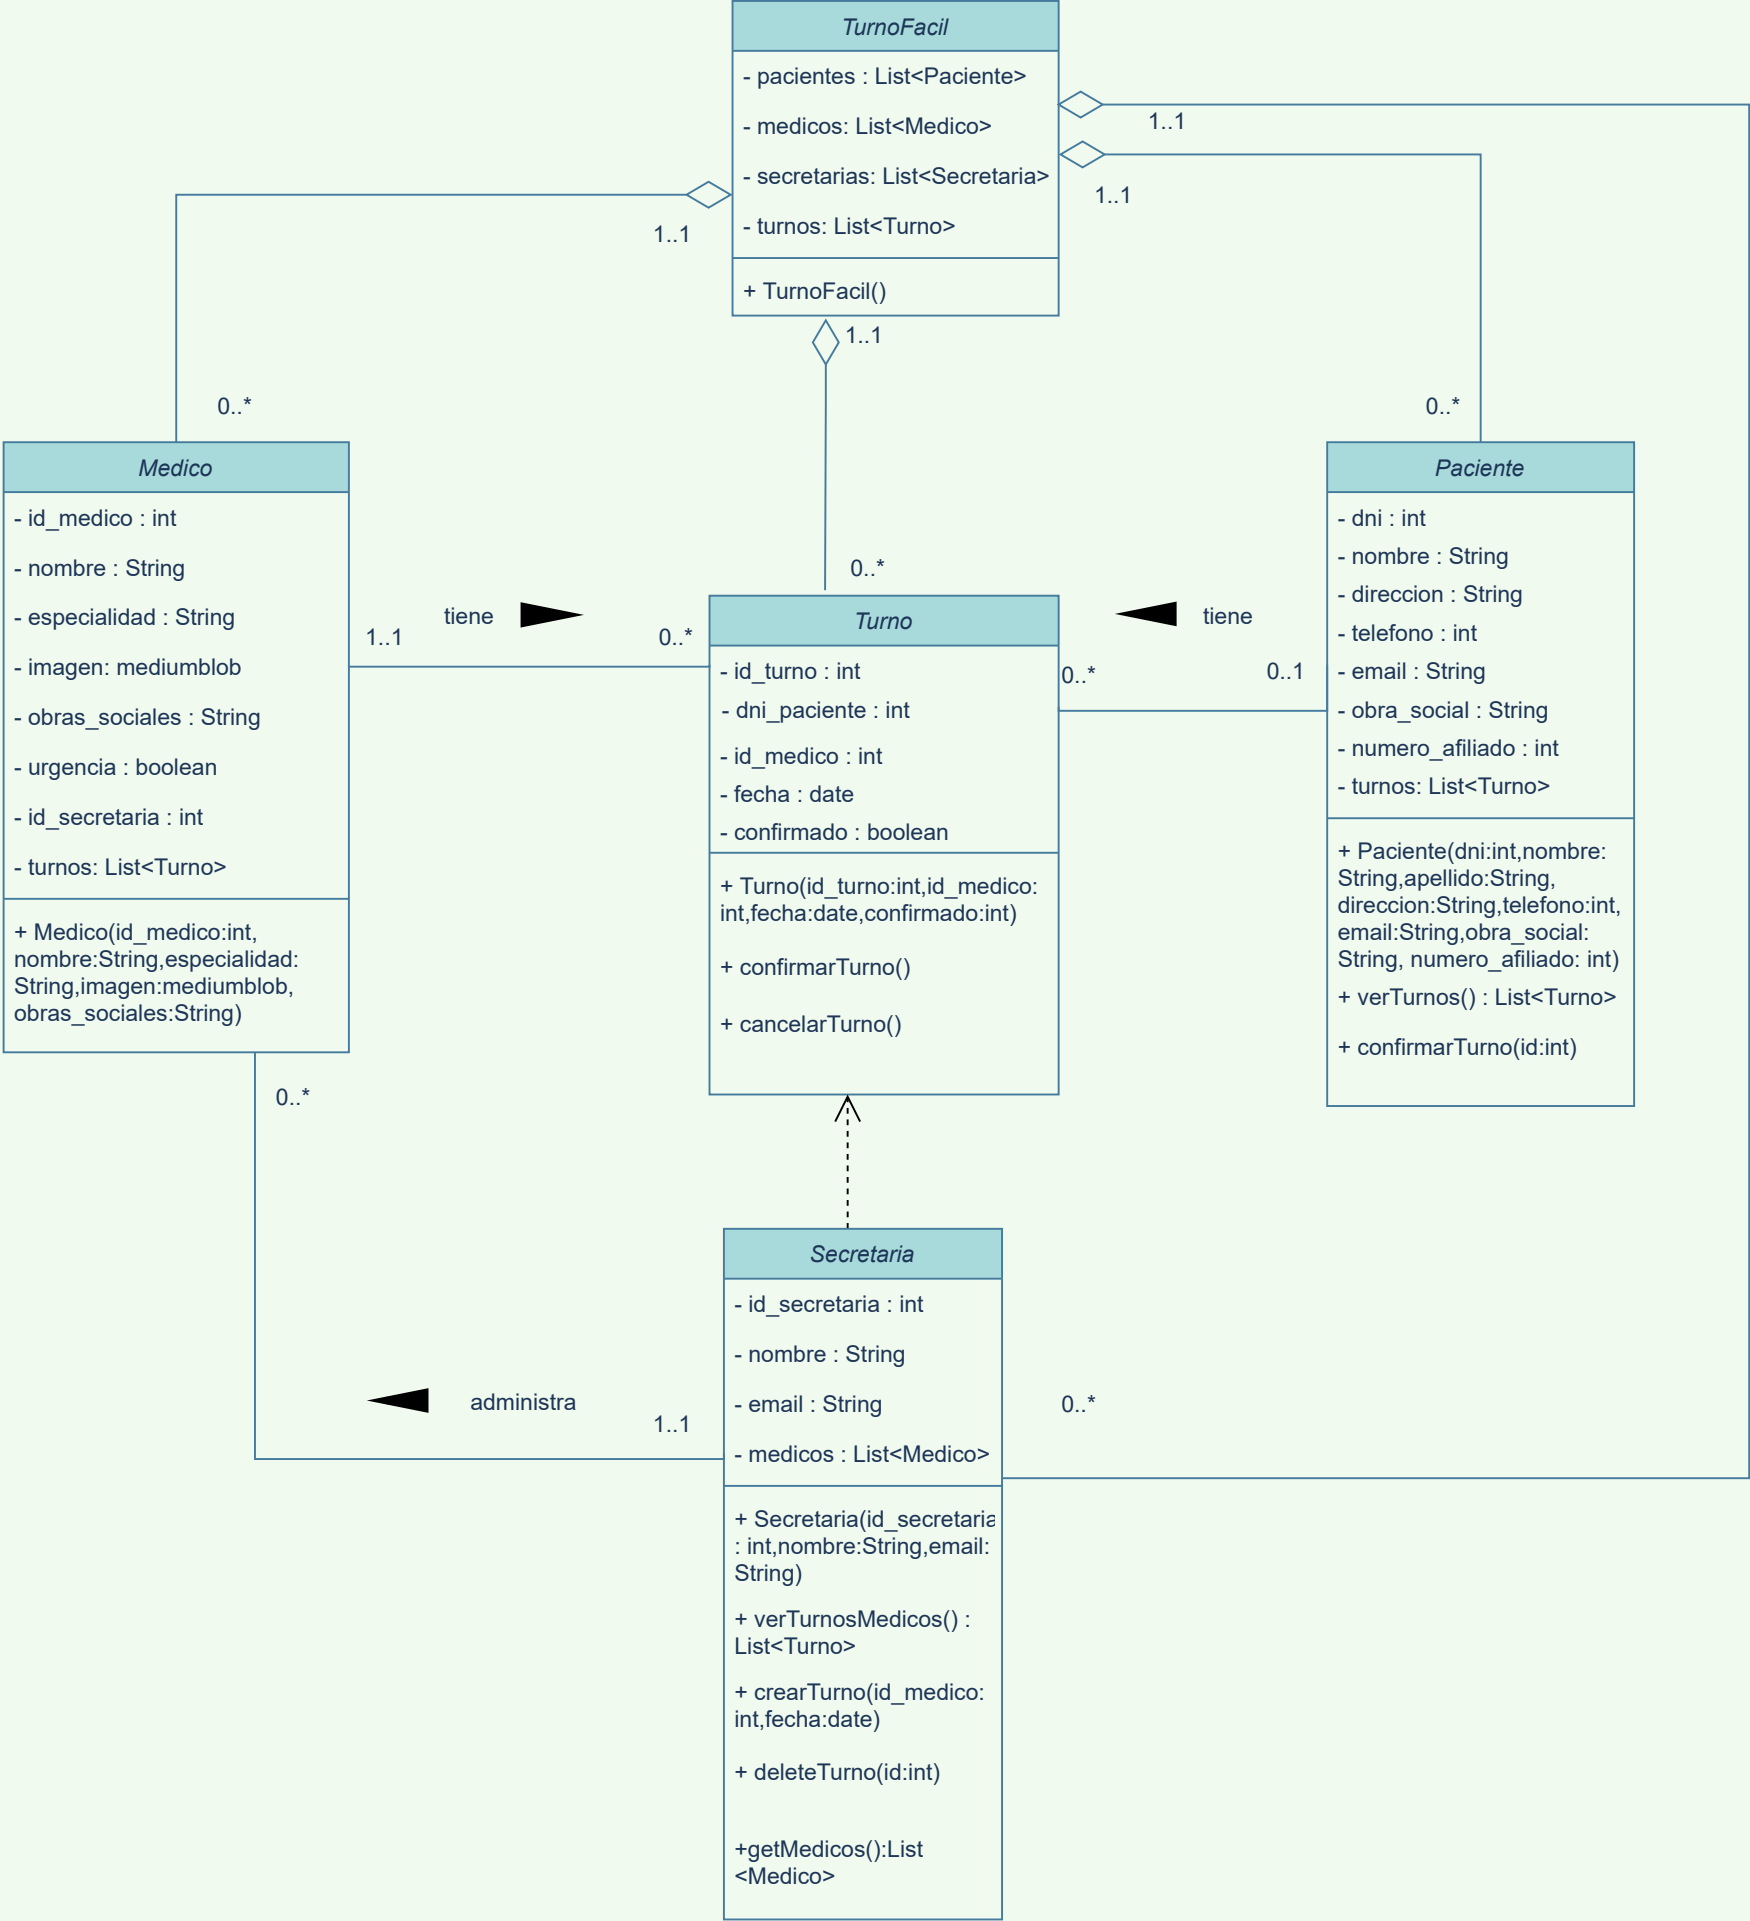 TurnoFacil
- pacientes : List<Paciente>
- medicos: List<Medico>
- secretarias: List<Secretaria>
- turnos: List<Turno>
+ TurnoFacil()
1..1
1..1
1..1
1..1
0..*
0..*
0..*
Medico
- id_medico : int
- nombre : String
- especialidad : String
- imagen: mediumblob
- obras_sociales : String
- urgencia : boolean
- id_secretaria : int
- turnos: List<Turno>
+ Medico(id_medico:int,
nombre:String,especialidad:
String,imagen:mediumblob,
obras_sociales:String)
tiene
1..1
0..*
Turno
- id_turno : int
- dni_paciente : int
- id_medico : int
- fecha : date
- confirmado : boolean
+ Turno(id_turno:int,id_medico:
int,fecha:date,confirmado:int)
+ confirmarTurno()
+ cancelarTurno()
tiene
0..*
0..1
Paciente
- dni : int
- nombre : String
- direccion : String
- telefono : int
- email : String
- obra_social : String
- numero_afiliado : int
- turnos: List<Turno>
+ Paciente(dni:int,nombre:
String,apellido:String,
direccion:String,telefono:int,
email:String,obra_social:
String, numero_afiliado: int)
+ verTurnos() : List<Turno>
+ confirmarTurno(id:int)
0..*
administra
1..1
0..*
Secretaria
- id_secretaria : int
- nombre : String
- email : String
- medicos : List<Medico>
+ Secretaria(id_secretaria
: int,nombre:String,email:
String)
+ verTurnosMedicos() :
List<Turno>
+ crearTurno(id_medico:
int,fecha:date)
+ deleteTurno(id:int)
+getMedicos():List
<Medico>